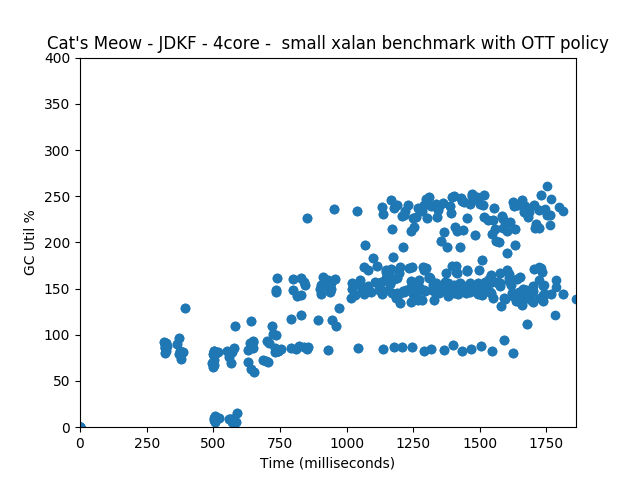 Cat's Meow - JDKF - 4core -  small xalan benchmark with OTT policy
400
350
300
250
200
150
100
50
0
GC Util %
0 250 500 750 1000 1250 1500 1750
Time (milliseconds)